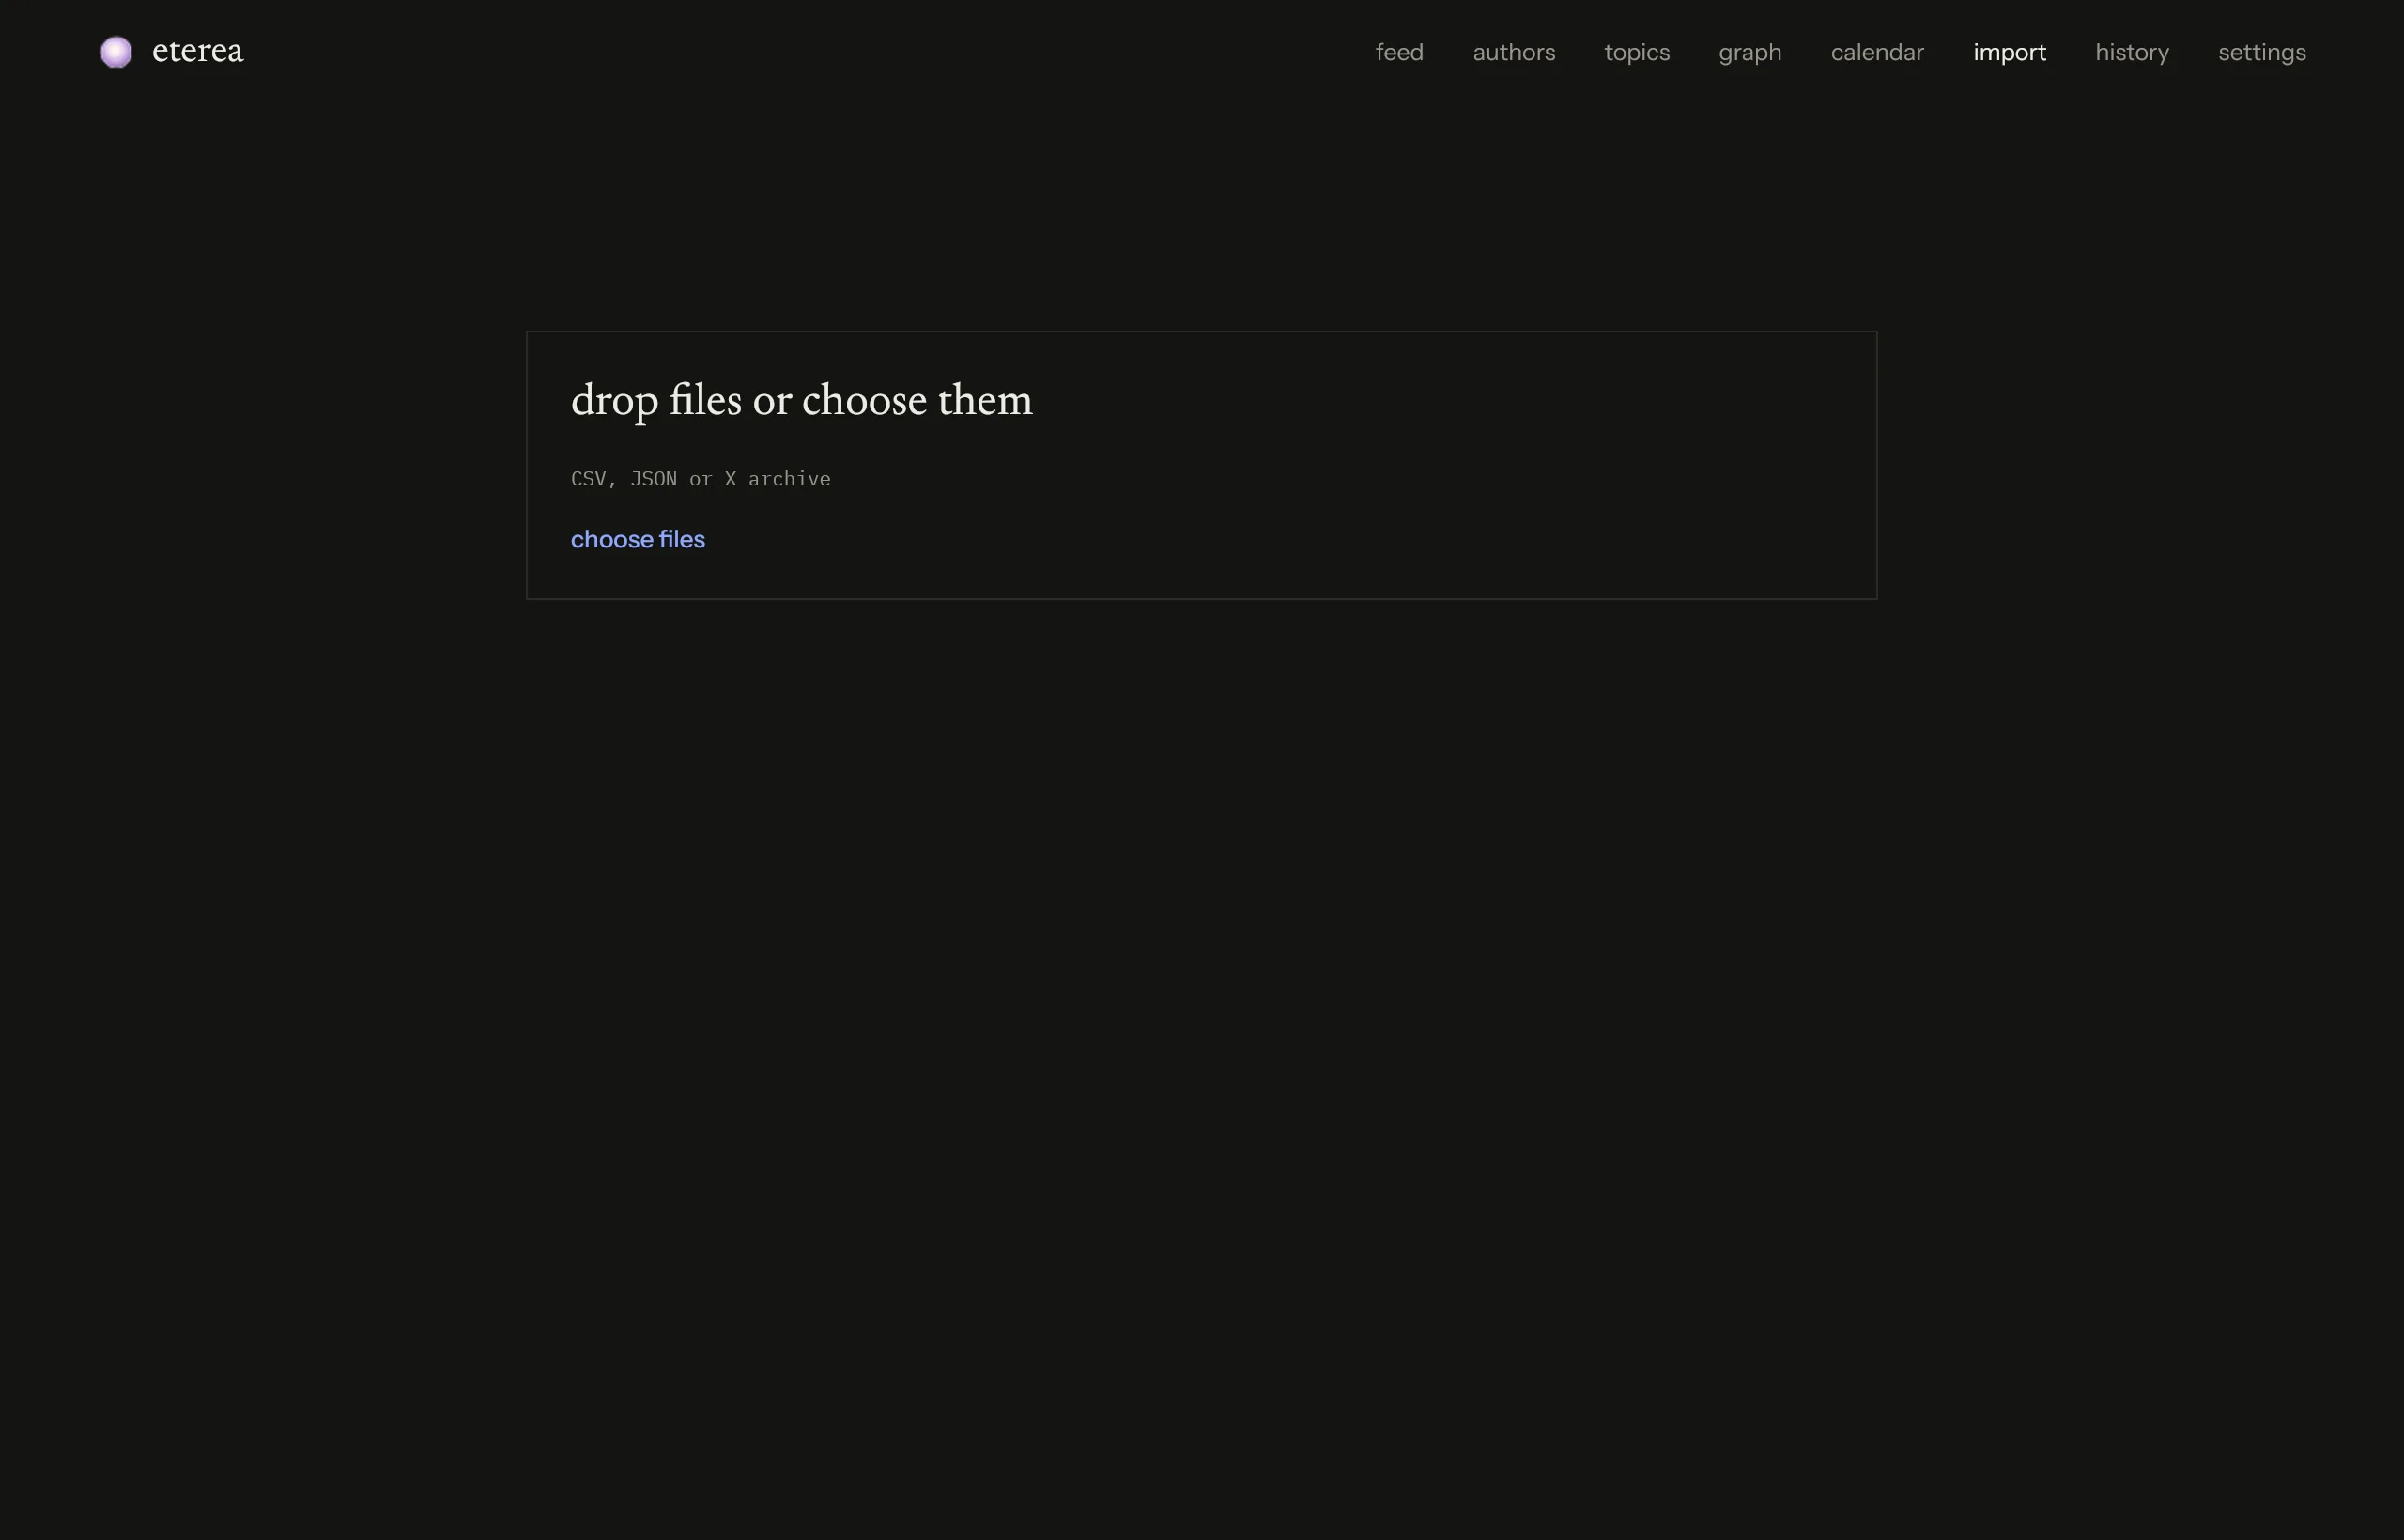 eterea
feed authors topics graph calendar import history settings
drop files or choose them
CSV, JSON or X archive
choose files